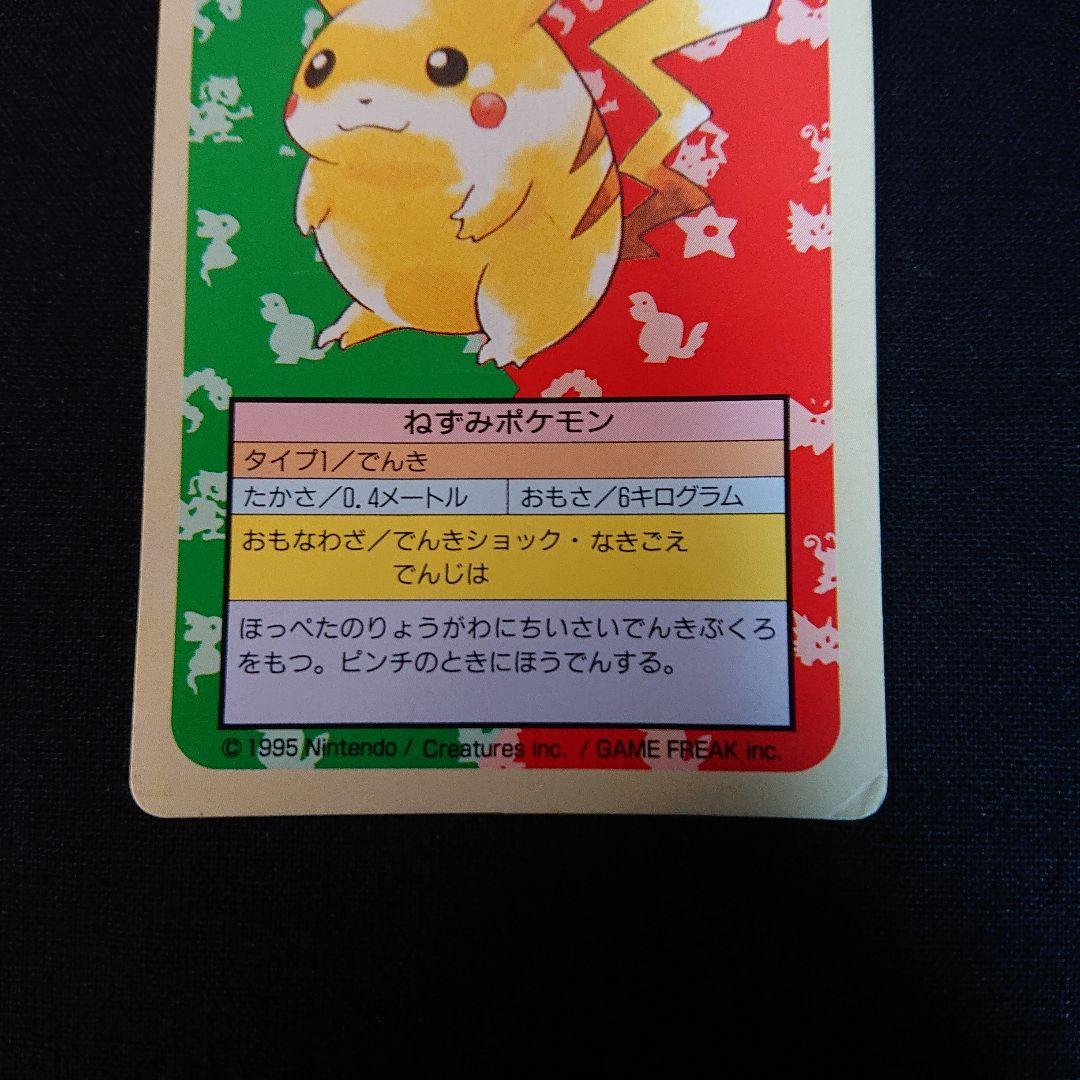 ねずみポケモン
タイプ1／でんき
たかさ／0.4メートル おもさ／6キログラム
おもなわざ／でんきショック・なきごえ
でんじは
ほっぺたのりょうがわにちいさいでんきぶくろ
をもつ。ピンチのときにほうでんする。
© 1995 Nintendo / Creatures inc. / GAME FREAK inc.